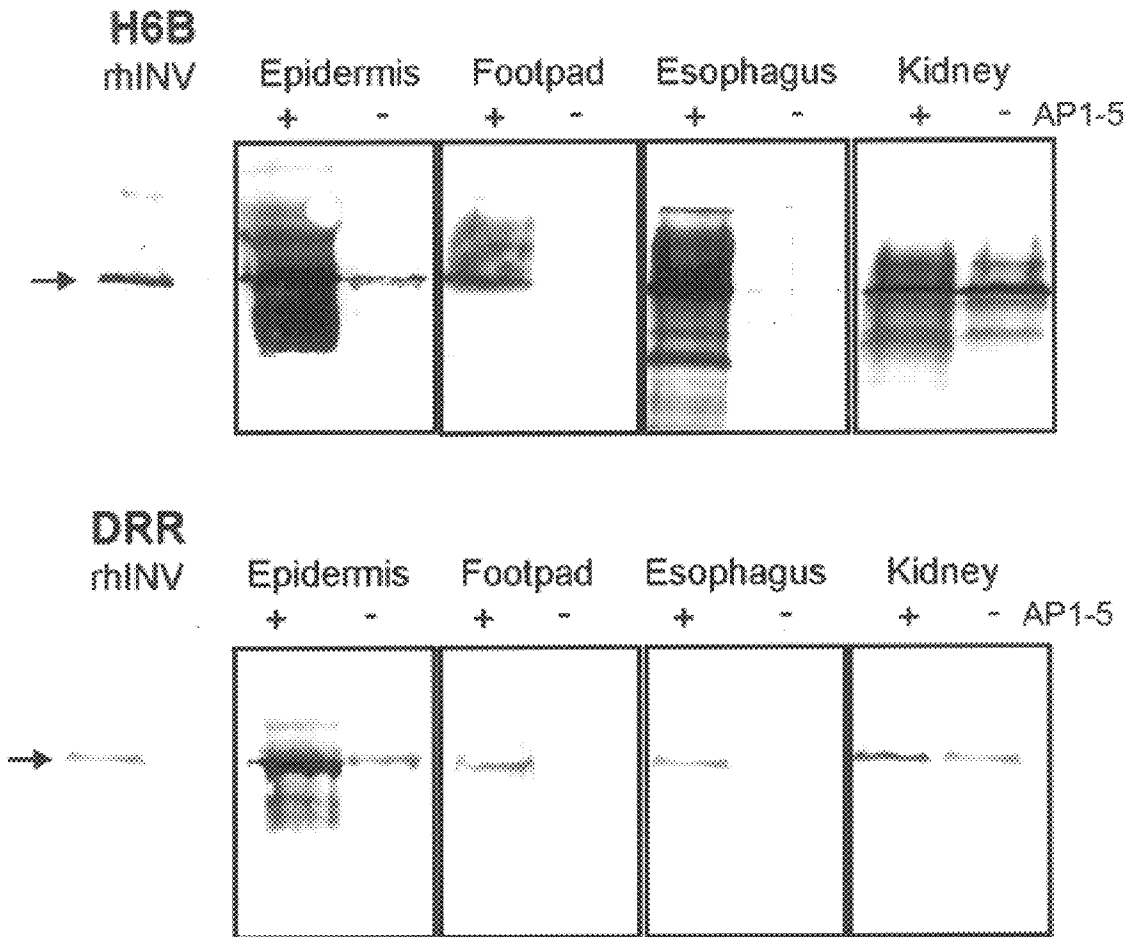 H6B
rhINV Epidermis Footpad Esophagus Kidney
+ - + - + - + - AP1-5
DRR
rhINV Epidermis Footpad Esophagus Kidney
+ - + - + - + - AP1-5